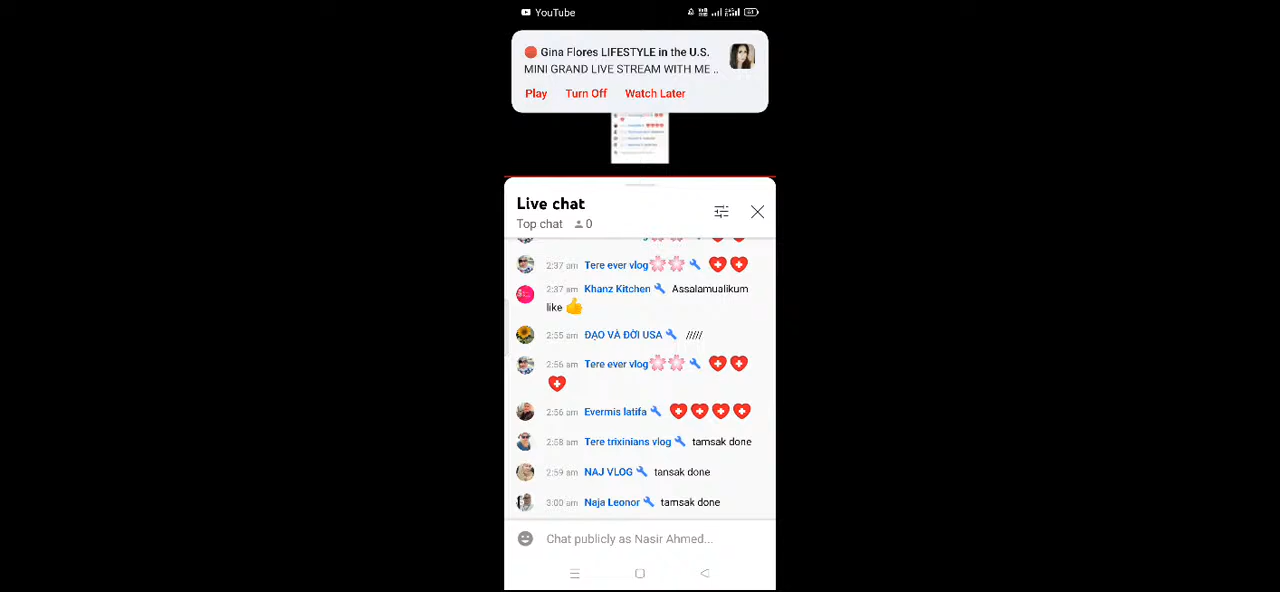 YouTube
Gina Flores LIFESTYLE in the U.S.
MINI GRAND LIVE STREAM WITH ME ..
Play Turn Off Watch Later
Live chat
Top chat 0
2:37 am Tere ever vlog🌸🌸
2:37 am Khanz Kitchen Assalamualikum
like 👍
2:55 am ĐẠO VÀ ĐỜI USA /////
2:56 am Tere ever vlog🌸🌸
2:56 am Evermis latifa
2:58 am Tere trixinians vlog tamsak done
2:59 am NAJ VLOG tansak done
3:00 am Naja Leonor tamsak done
Chat publicly as Nasir Ahmed...